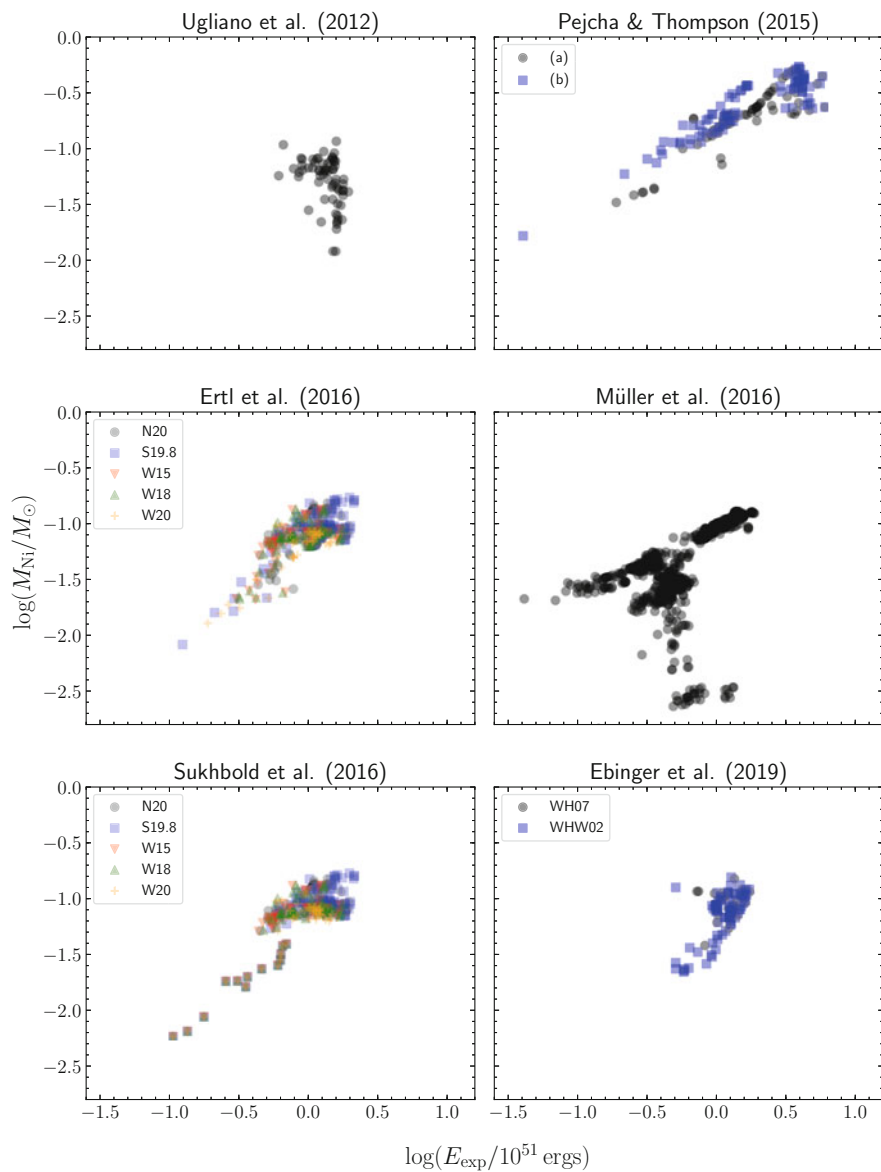 Ugliano et al. (2012)
Pejcha & Thompson (2015)
0.0
−0.5
−1.0
−1.5
−2.0
−2.5
(a)
(b)
Ertl et al. (2016)
Müller et al. (2016)
0.0
−0.5
−1.0
−1.5
−2.0
−2.5
N20
S19.8
W15
W18
W20
log(M_Ni/M_⊙)
Sukhbold et al. (2016)
Ebinger et al. (2019)
0.0
−0.5
−1.0
−1.5
−2.0
−2.5
N20
S19.8
W15
W18
W20
WH07
WHW02
−1.5 −1.0 −0.5 0.0 0.5 1.0
−1.5 −1.0 −0.5 0.0 0.5 1.0
log(E_exp/10^51 ergs)